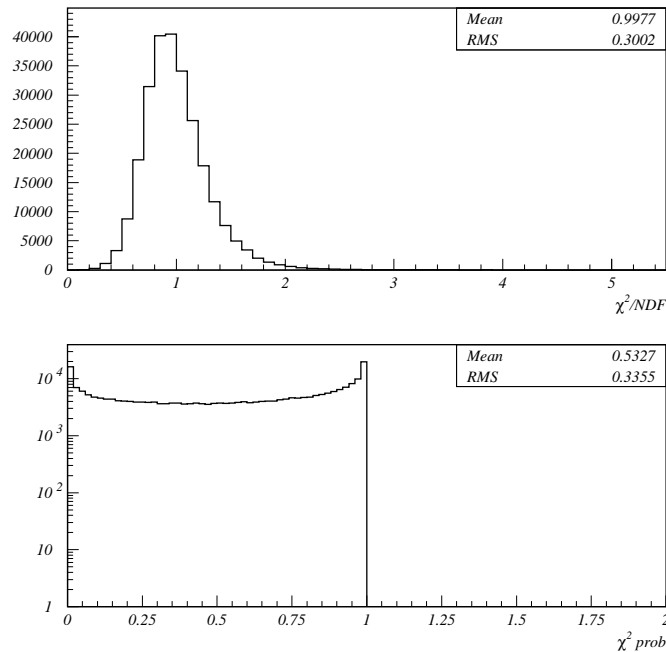 Mean 0.9977
RMS 0.3002
40000
35000
30000
25000
20000
15000
10000
5000
0
0 1 2 3 4 5
χ²/NDF
Mean 0.5327
RMS 0.3355
10⁴
10³
10²
10
1
0 0.25 0.5 0.75 1 1.25 1.5 1.75 2
χ² prob